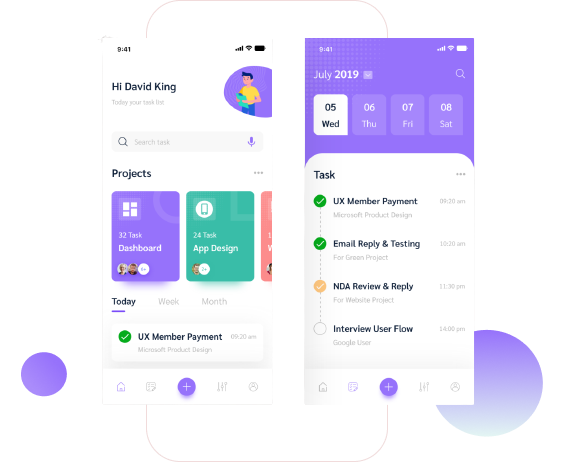 9:41
Hi David King
Today your task list
Search task
Projects
32 Task
Dashboard
6+
24 Task
App Design
2+
Today Week Month
UX Member Payment 09:20 am
Microsoft Product Design
9:41
July 2019
05 06 07 08
Wed Thu Fri Sat
Task
UX Member Payment 09:20 am
Microsoft Product Design
Email Reply & Testing 10:20 am
For Green Project
NDA Review & Reply 11:30 pm
For Website Project
Interview User Flow 14:00 pm
Google User